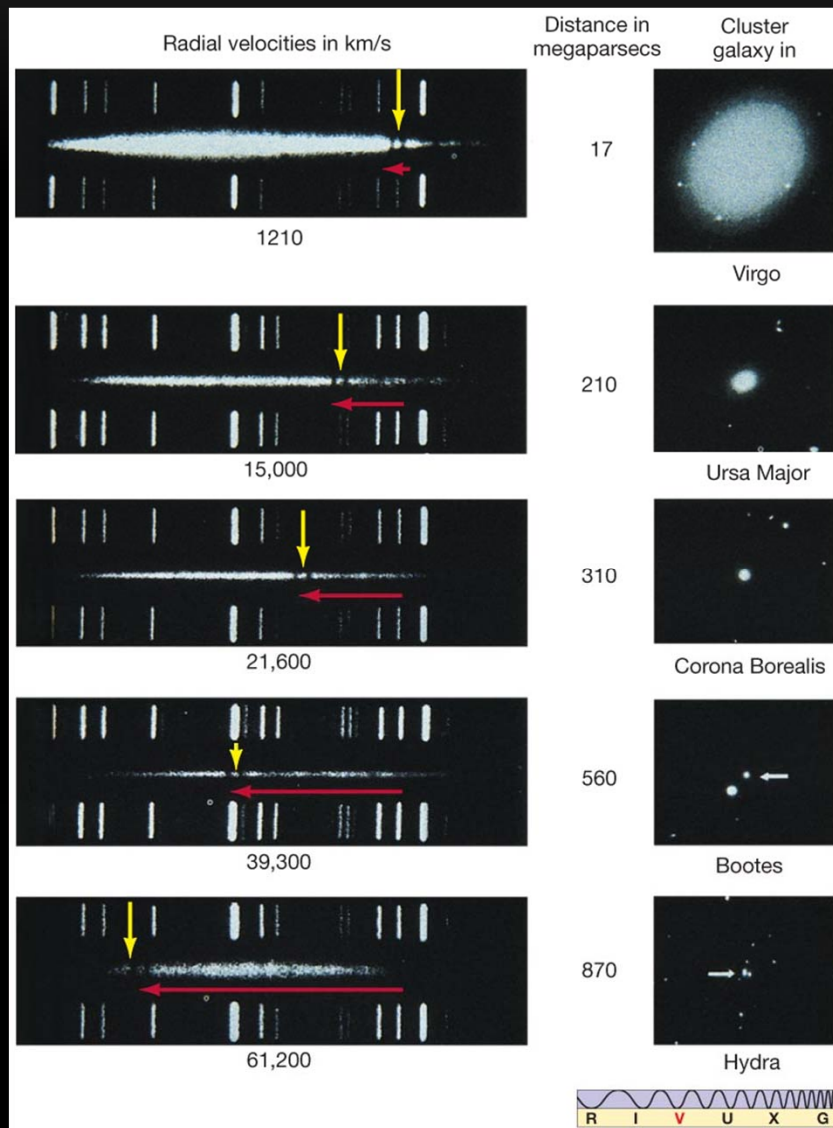 Radial velocities in km/s
Distance in
megaparsecs
Cluster
galaxy in
17
1210
Virgo
210
15,000
Ursa Major
310
21,600
Corona Borealis
560
39,300
Bootes
870
61,200
Hydra
R I V U X G